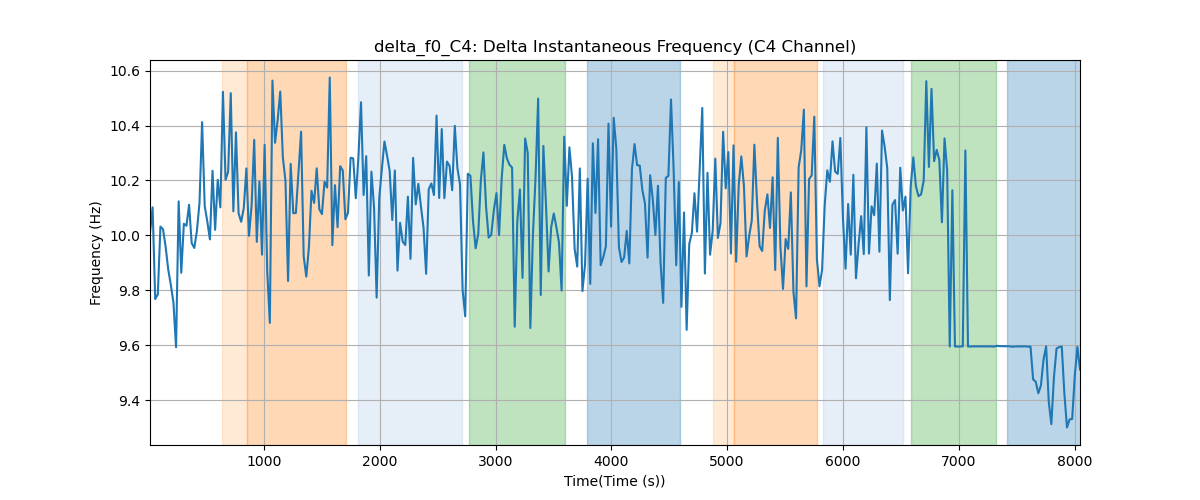 delta_f0_C4: Delta Instantaneous Frequency (C4 Channel)
10.6
10.4
10.2
10.0
9.8
9.6
9.4
Frequency (Hz)
1000 2000 3000 4000 5000 6000 7000 8000
Time(Time (s))